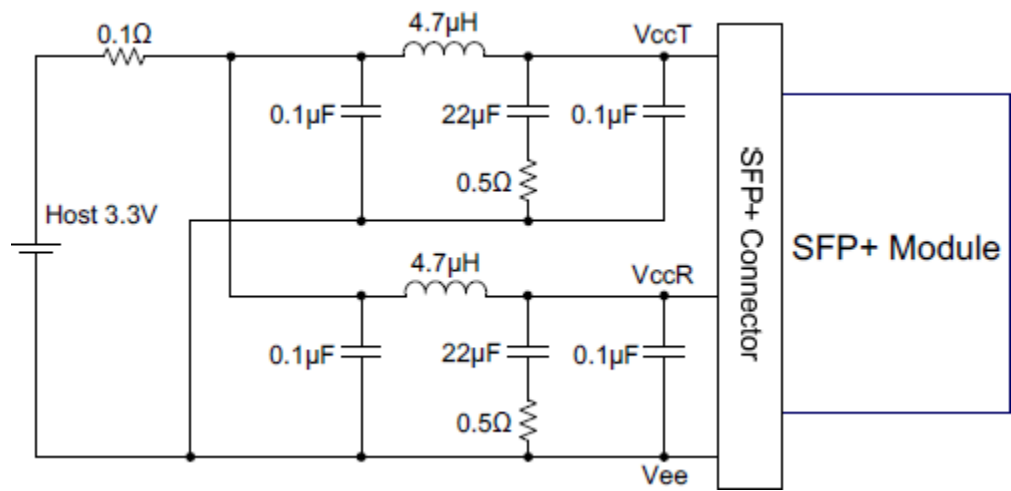 0.1Ω
4.7μH
VccT
0.1μF
22μF
0.1μF
0.5Ω
Host 3.3V
4.7μH
VccR
0.1μF
22μF
0.1μF
0.5Ω
Vee
SFP+ Connector
SFP+ Module